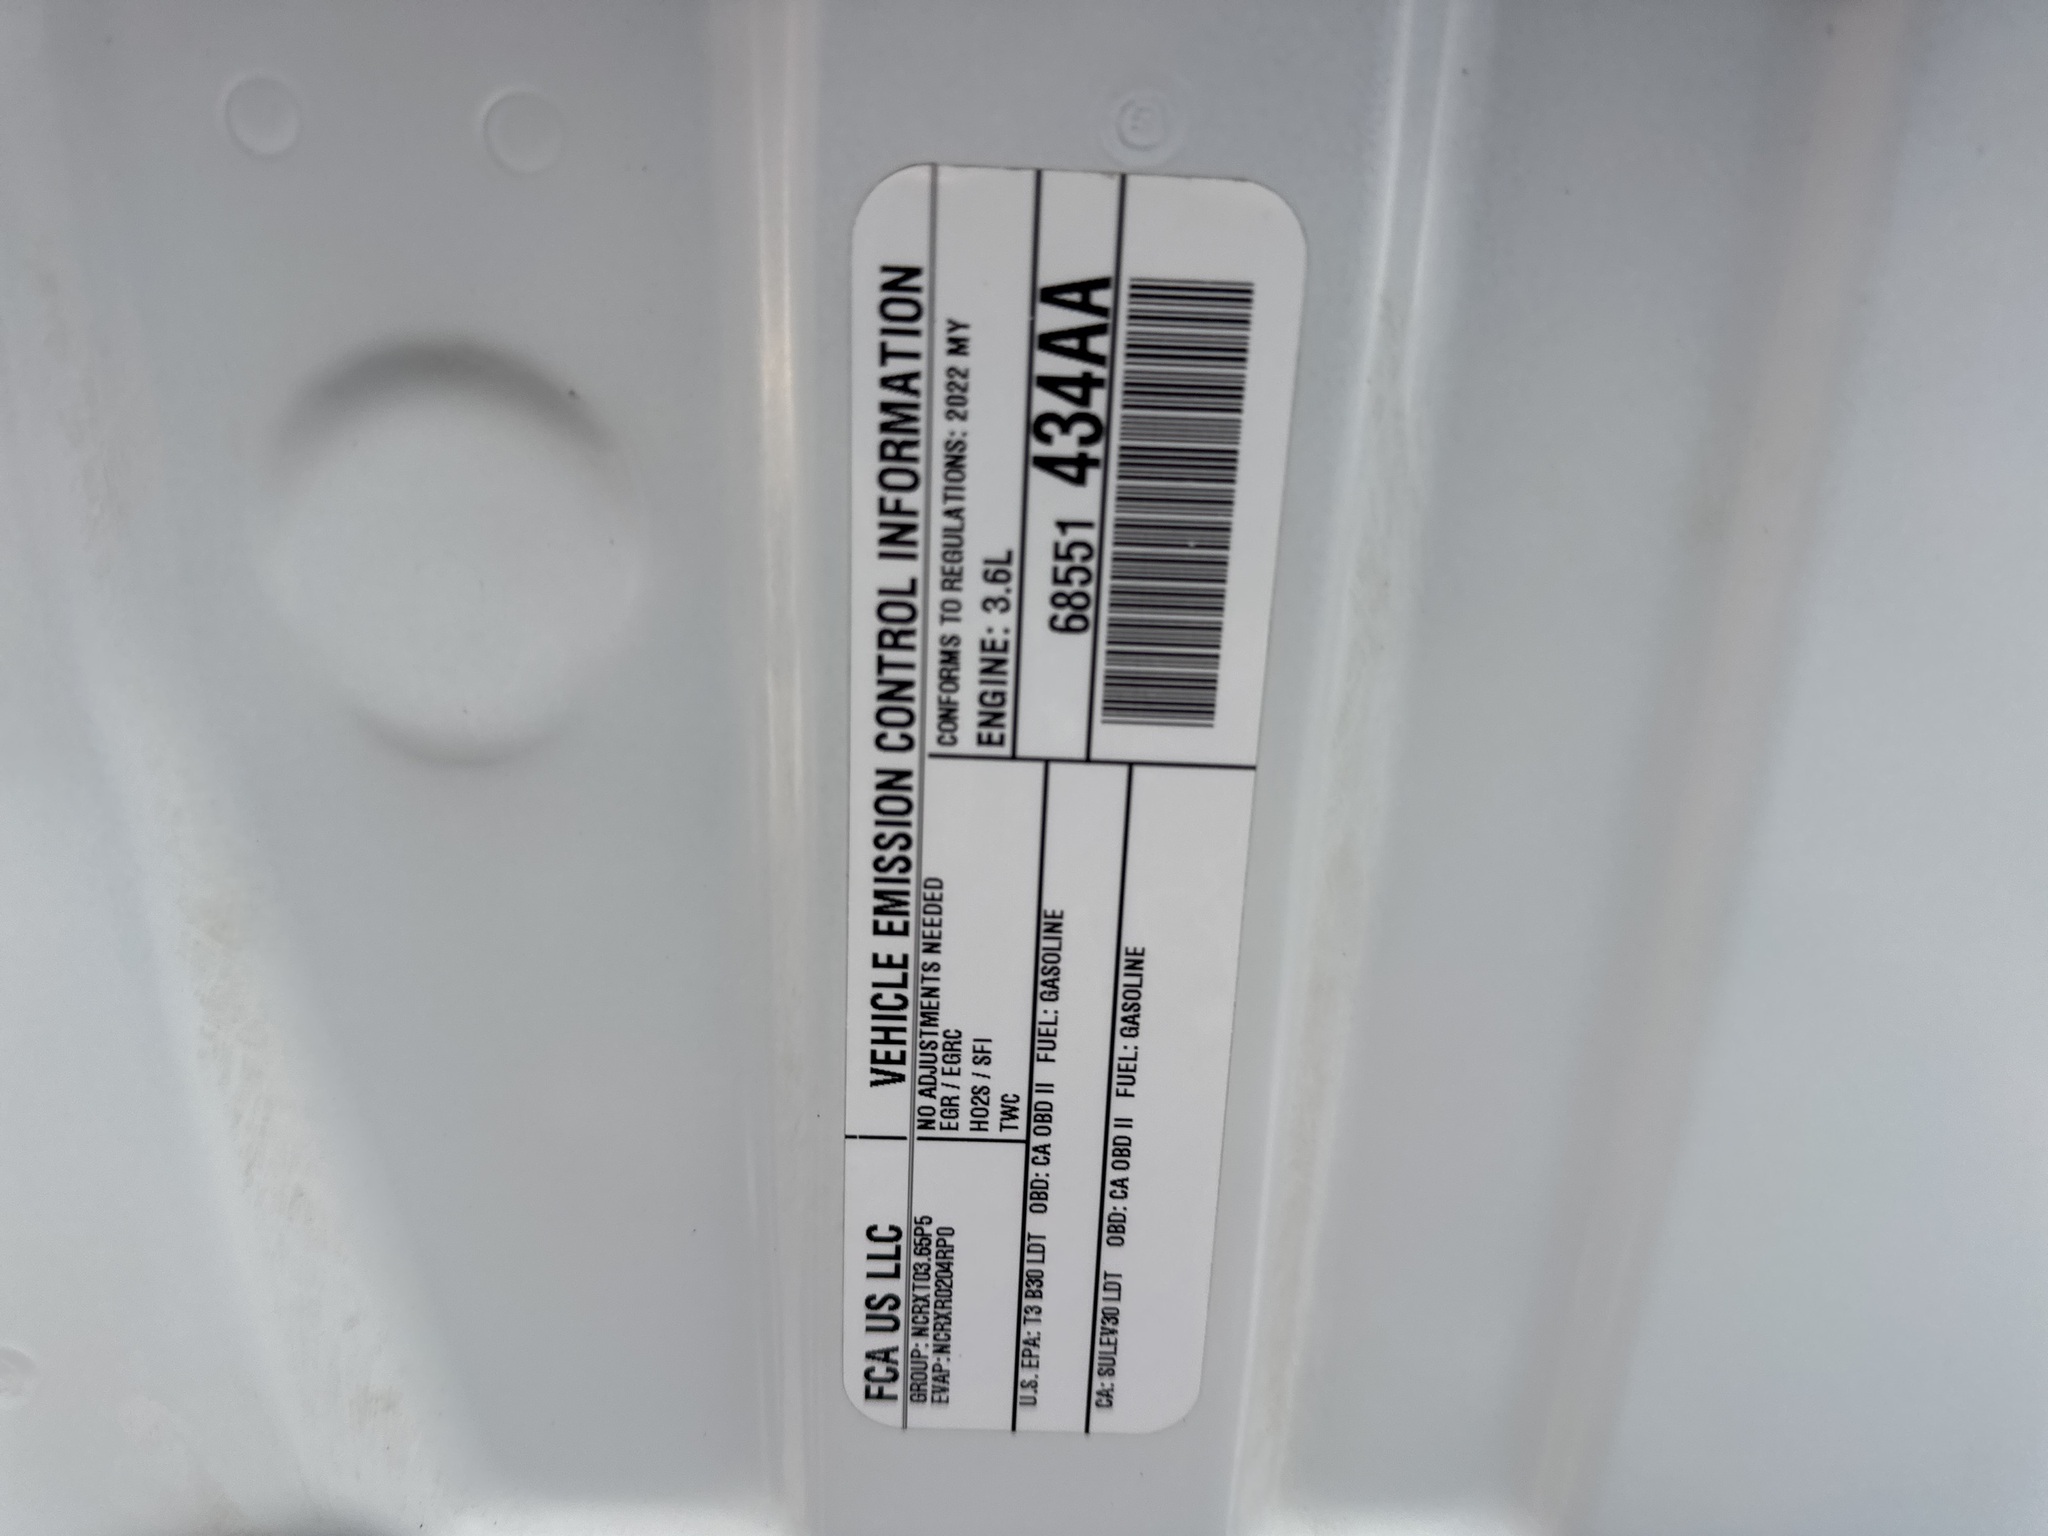 FCA US LLC
VEHICLE EMISSION CONTROL INFORMATION
GROUP: NCRXT03.65P5
EVAP: NCRXR0204RP0
NO ADJUSTMENTS NEEDED
EGR / EGRC
HO2S / SFI
TWC
CONFORMS TO REGULATIONS: 2022 MY
ENGINE: 3.6L
U.S. EPA: T3 B30 LDT OBD: CA OBD II FUEL: GASOLINE
68551 434AA
CA: SULEV30 LDT OBD: CA OBD II FUEL: GASOLINE